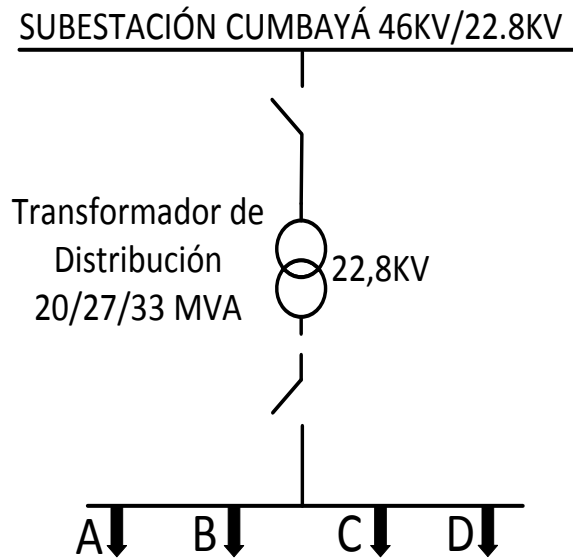 SUBESTACIÓN CUMBAYÁ 46KV/22.8KV
Transformador de
Distribución
20/27/33 MVA
22,8KV
A B C D